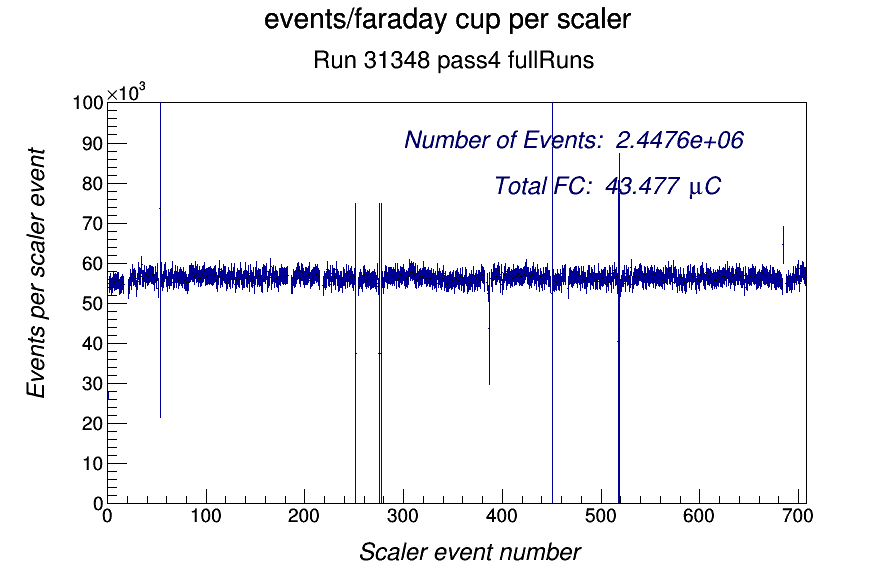 events/faraday cup per scaler
Run 31348 pass4 fullRuns
×10³
100
90
80
70
60
50
40
30
20
10
0
Events per scaler event
Number of Events: 2.4476e+06
Total FC: 43.477 μC
0 100 200 300 400 500 600 700
Scaler event number